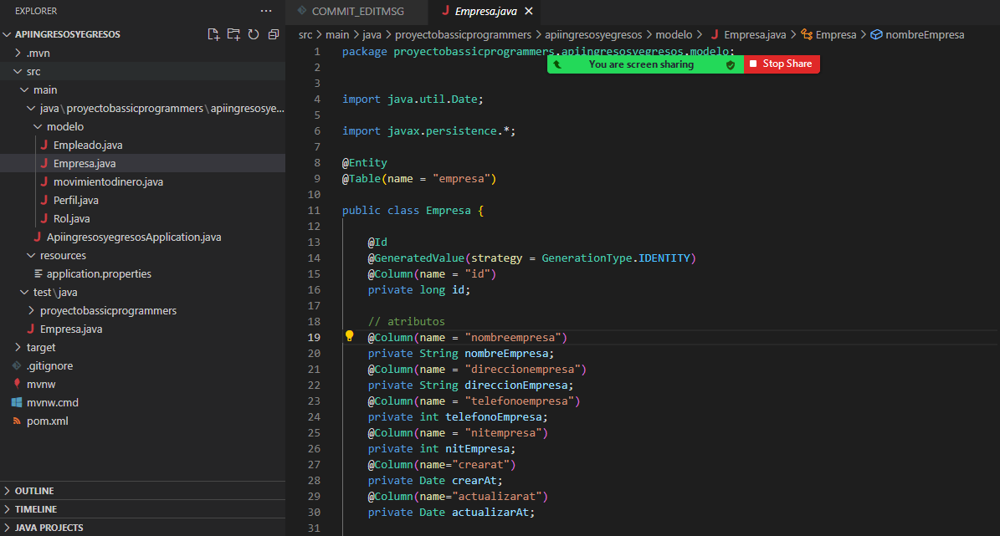 EXPLORER
APIINGRESOSYEGRESOS
.mvn
src
main
java\proyectobassicprogrammers\apiingresosye...
modelo
Empleado.java
Empresa.java
movimientodinero.java
Perfil.java
Rol.java
ApiingresosyegresosApplication.java
resources
application.properties
test\java
proyectobassicprogrammers
Empresa.java
target
.gitignore
mvnw
mvnw.cmd
pom.xml
OUTLINE
TIMELINE
JAVA PROJECTS
COMMIT_EDITMSG
Empresa.java
src > main > java > proyectobassicprogrammers > apiingresosyegresos > modelo > Empresa.java > Empresa > nombreEmpresa
You are screen sharing
Stop Share
1 package proyectobassicprogrammers.apiingresosyegresos.modelo;
2
3
4 import java.util.Date;
5
6 import javax.persistence.*;
7
8 @Entity
9 @Table(name = "empresa")
10
11 public class Empresa {
12
13 @Id
14 @GeneratedValue(strategy = GenerationType.IDENTITY)
15 @Column(name = "id")
16 private long id;
17
18 // atributos
19 @Column(name = "nombreempresa")
20 private String nombreEmpresa;
21 @Column(name = "direccionempresa")
22 private String direccionEmpresa;
23 @Column(name = "telefonoempresa")
24 private int telefonoEmpresa;
25 @Column(name = "nitempresa")
26 private int nitEmpresa;
27 @Column(name="crearat")
28 private Date crearAt;
29 @Column(name="actualizarat")
30 private Date actualizarAt;
31